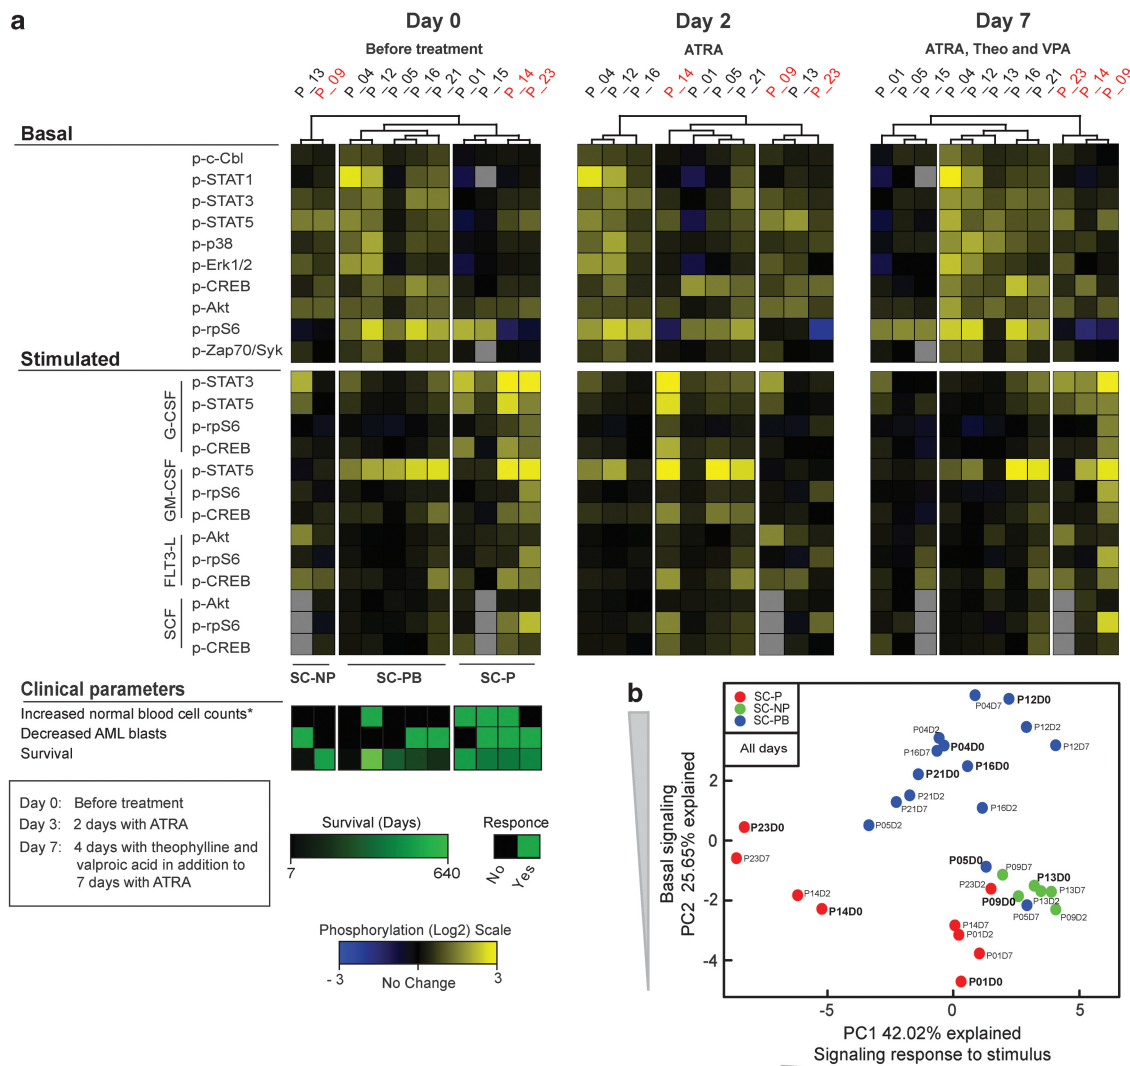 a
Day 0
Day 2
Day 7
Before treatment
ATRA
ATRA, Theo and VPA
P_13
P_09
P_04
P_12
P_05
P_16
P_21
P_01
P_15
P_14
P_23
P_04
P_12
P_16
P_14
P_01
P_05
P_21
P_09
P_13
P_23
P_01
P_05
P_15
P_04
P_12
P_13
P_16
P_21
P_23
P_14
P_09
Basal
p-c-Cbl
p-STAT1
p-STAT3
p-STAT5
p-p38
p-Erk1/2
p-CREB
p-Akt
p-rpS6
p-Zap70/Syk
Stimulated
G-CSF
p-STAT3
p-STAT5
p-rpS6
p-CREB
GM-CSF
p-STAT5
p-rpS6
p-CREB
FLT3-L
p-Akt
p-rpS6
p-CREB
SCF
p-Akt
p-rpS6
p-CREB
SC-NP
SC-PB
SC-P
Clinical parameters
Increased normal blood cell counts*
Decreased AML blasts
Survival
Day 0: Before treatment
Day 3: 2 days with ATRA
Day 7: 4 days with theophylline and
valproic acid in addition to
7 days with ATRA
Survival (Days)
7
640
Responce
No
Yes
Phosphorylation (Log2) Scale
- 3
3
No Change
b
SC-P
SC-NP
SC-PB
All days
Basal signaling
PC2 25.65% explained
2
0
-2
-4
P04D7
P12D0
P12D2
P12D7
P04D2
P04D0
P16D7
P16D0
P21D0
P21D2
P21D7
P16D2
P05D2
P23D0
P23D7
P05D0
P09D7
P13D0
P23D2
P13D7
P14D2
P09D0
P13D2
P14D0
P05D7
P09D2
P14D7
P01D2
P01D7
P01D0
-5
0
5
PC1 42.02% explained
Signaling response to stimulus